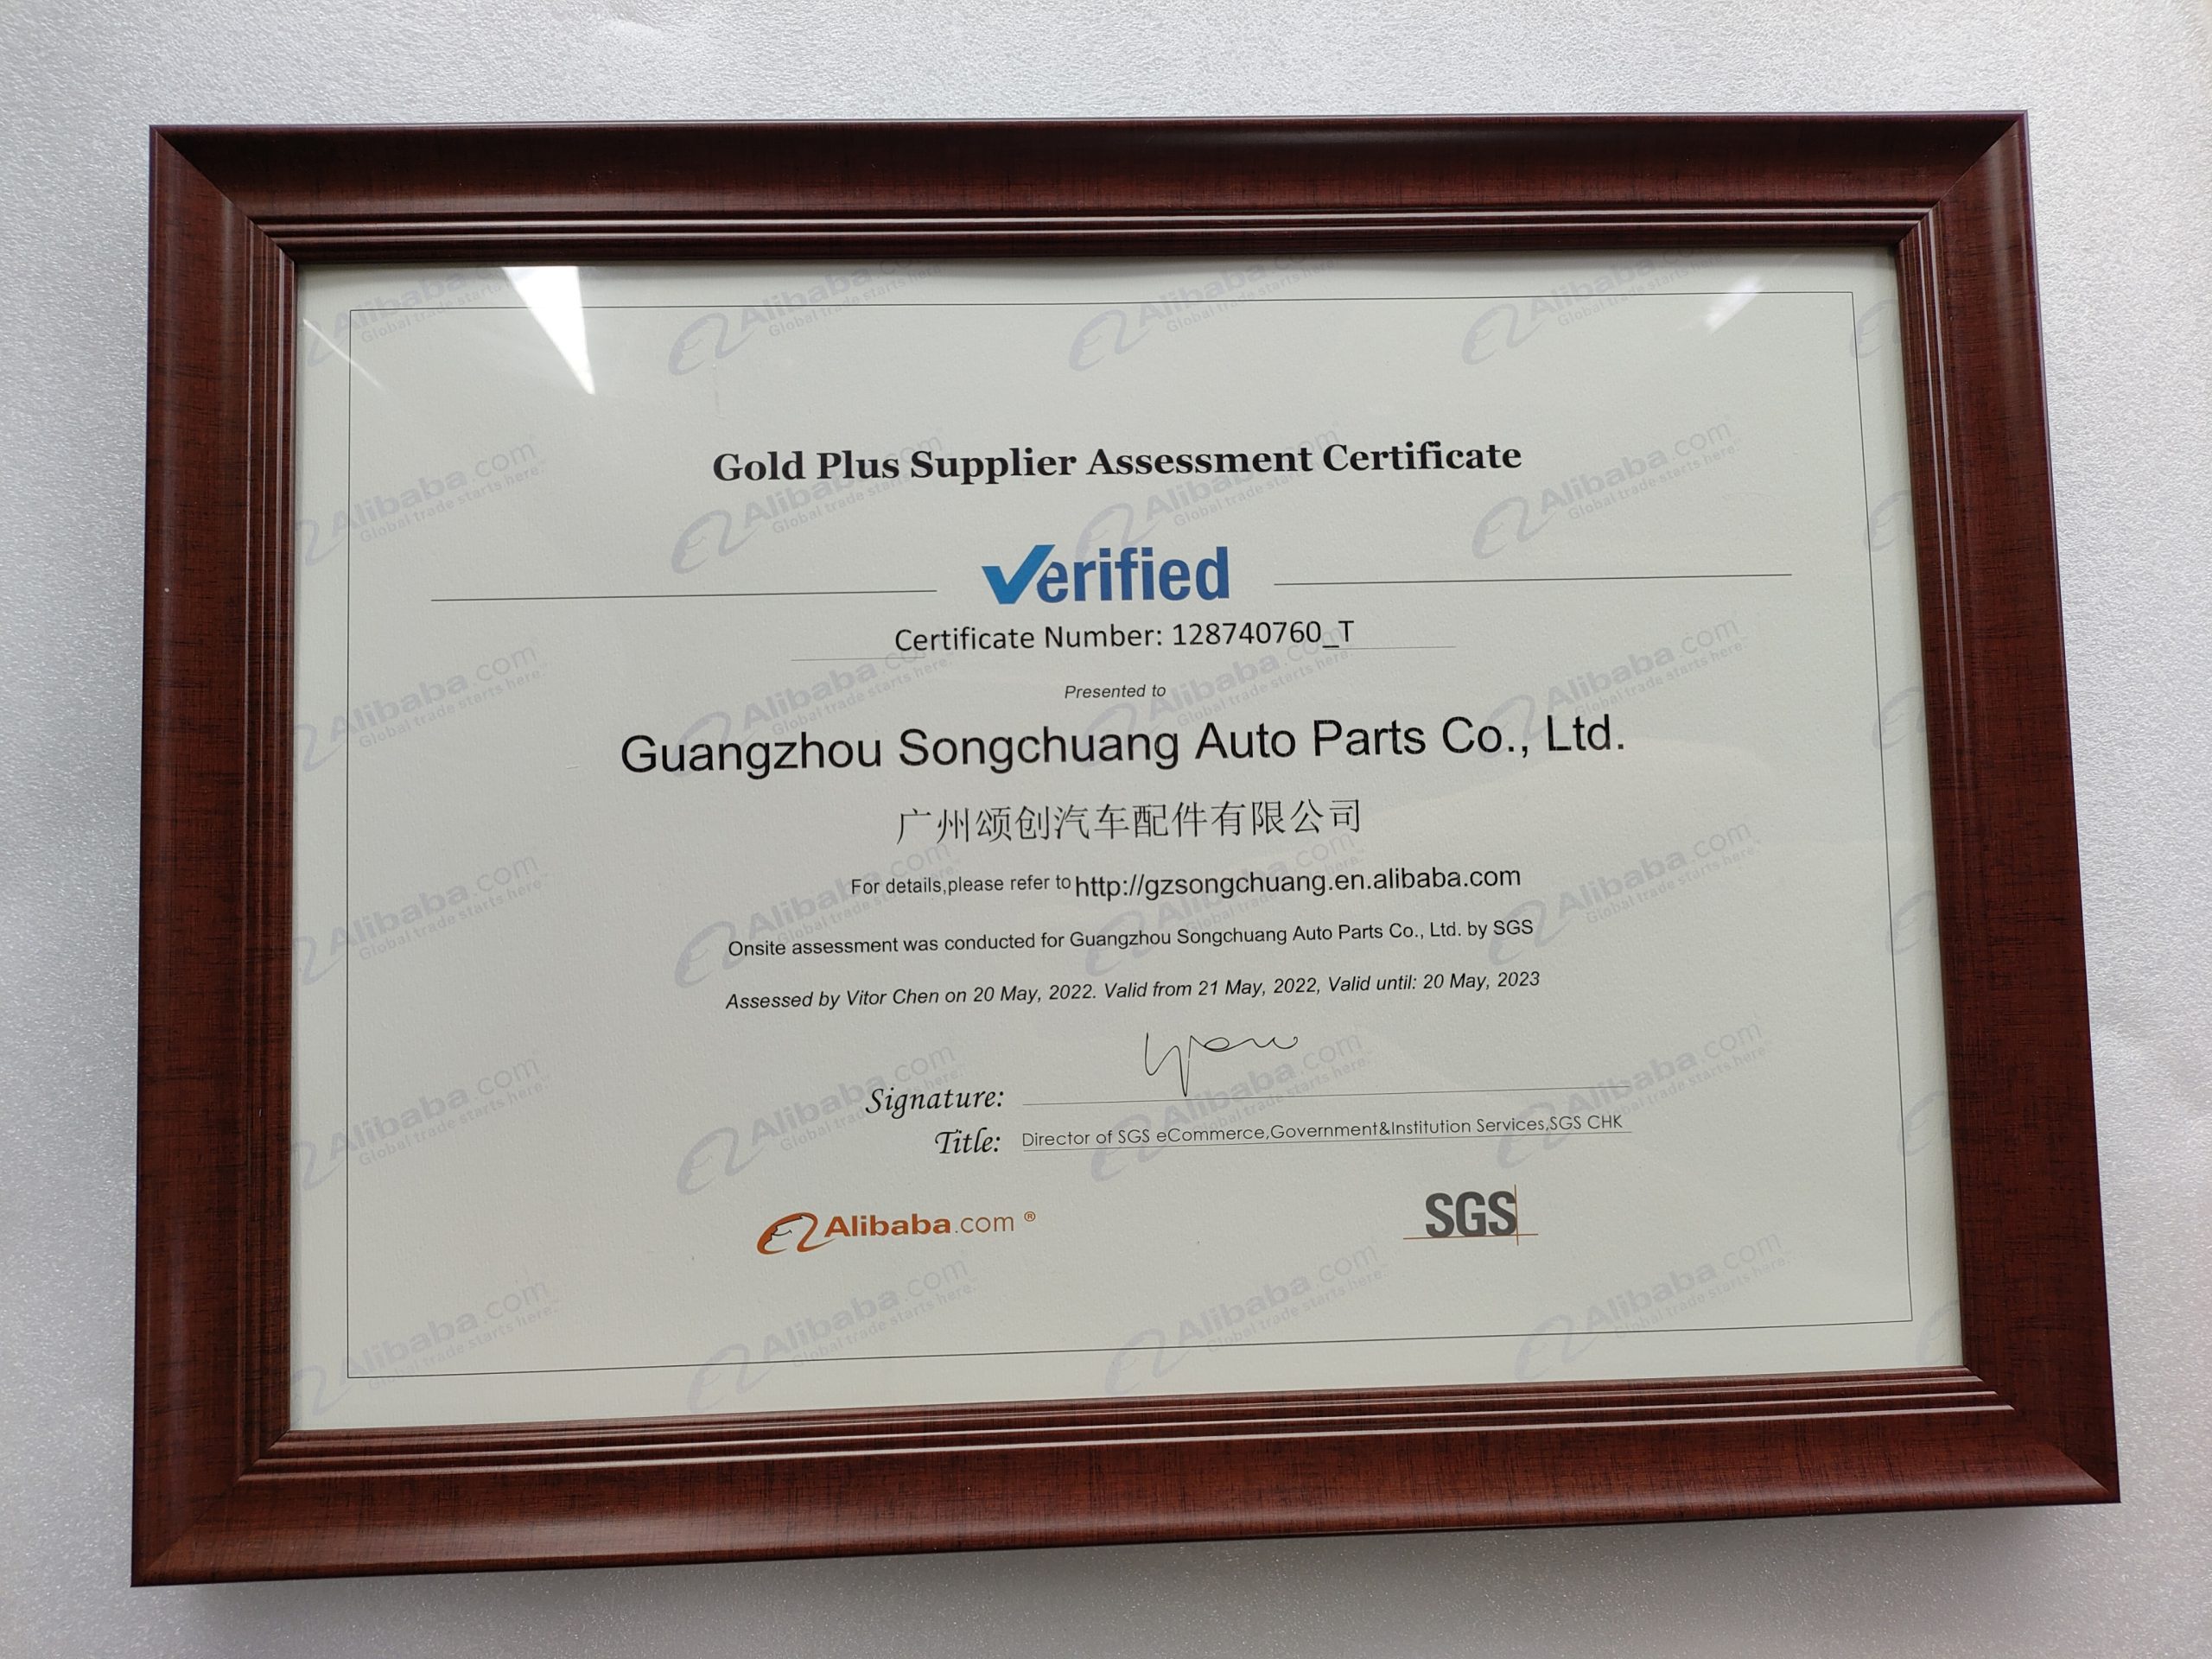 Gold Plus Supplier Assessment Certificate
Verified
Certificate Number: 128740760_T
Presented to
Guangzhou Songchuang Auto Parts Co., Ltd.
广州颂创汽车配件有限公司
For details,please refer to http://gzsongchuang.en.alibaba.com
Onsite assessment was conducted for Guangzhou Songchuang Auto Parts Co., Ltd. by SGS
Assessed by Vitor Chen on 20 May, 2022. Valid from 21 May, 2022, Valid until: 20 May, 2023
Signature:
Title: Director of SGS eCommerce,Government&Institution Services,SGS CHK
Alibaba.com ® SGS